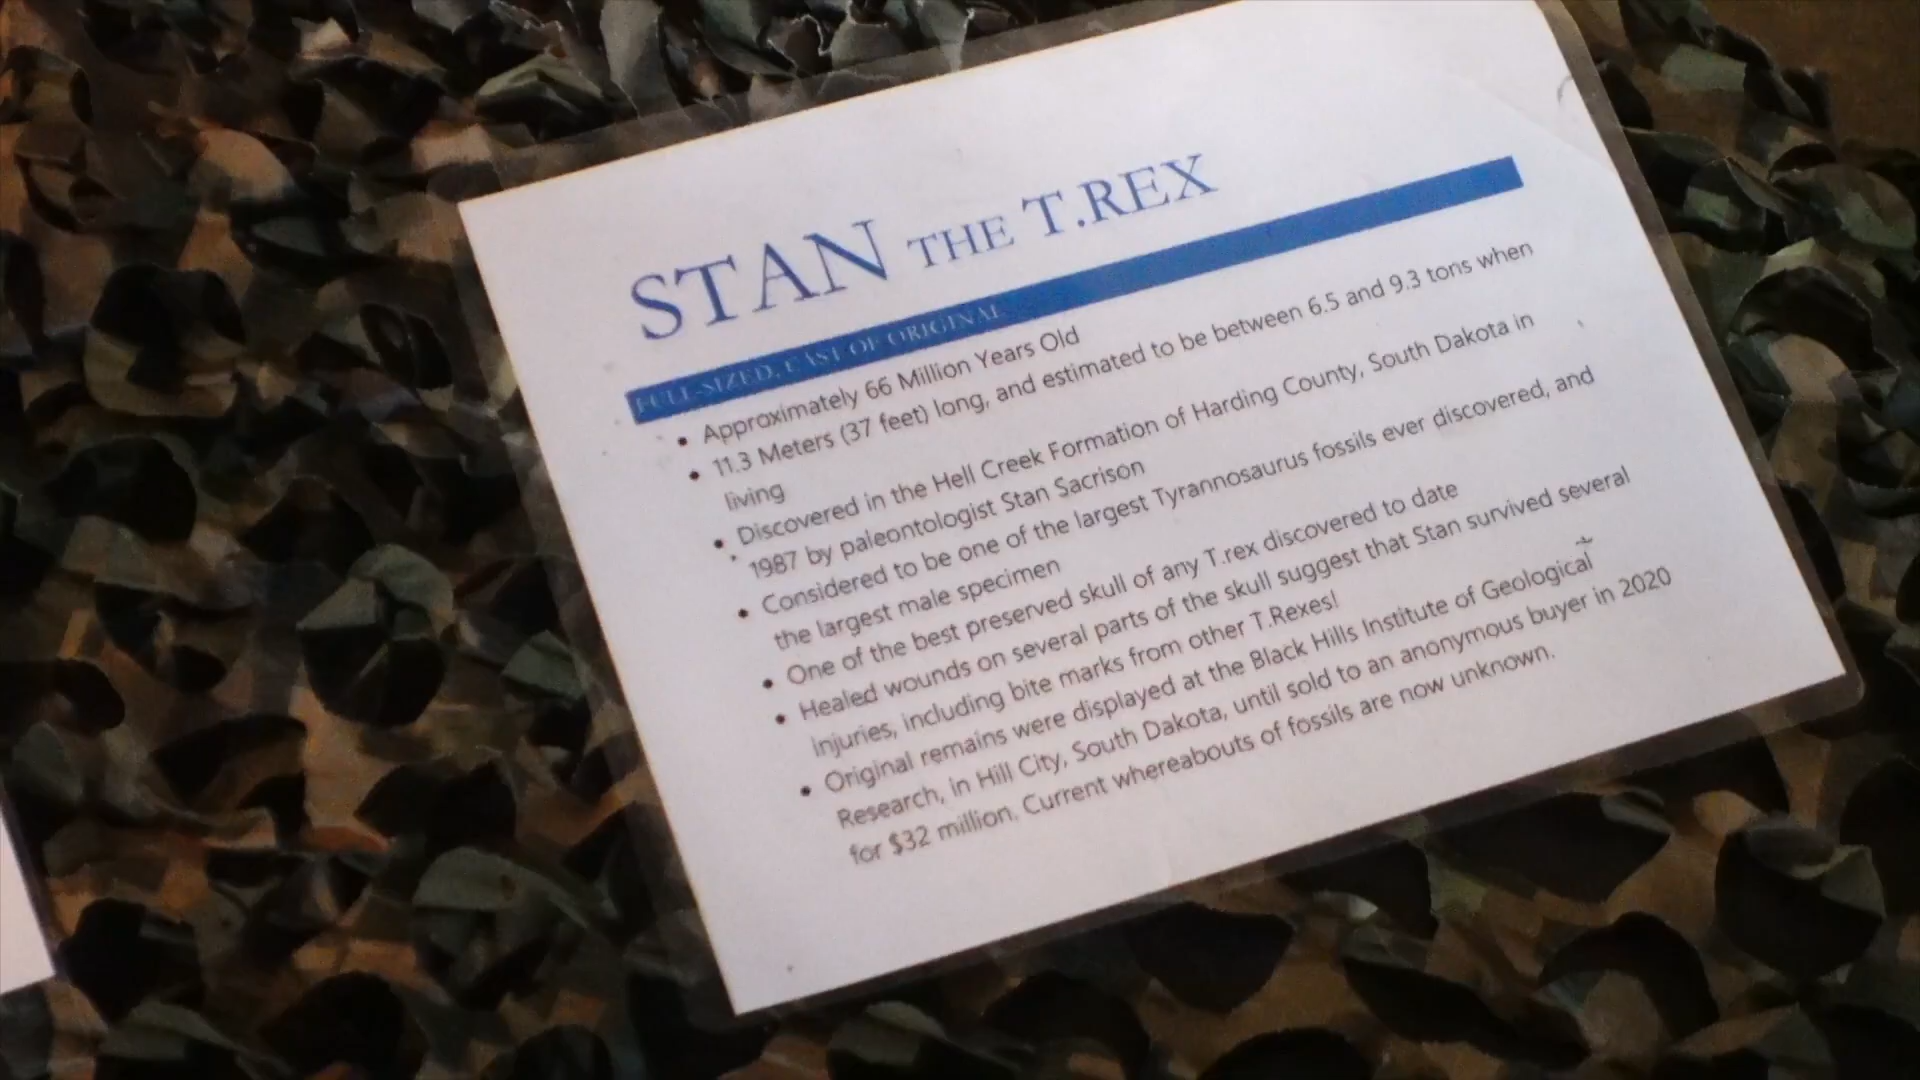 STAN THE T.REX
FULL-SIZED, CAST OF ORIGINAL
• Approximately 66 Million Years Old
• 11.3 Meters (37 feet) long, and estimated to be between 6.5 and 9.3 tons when
living
• Discovered in the Hell Creek Formation of Harding County, South Dakota in
1987 by paleontologist Stan Sacrison
• Considered to be one of the largest Tyrannosaurus fossils ever discovered, and
the largest male specimen
• One of the best preserved skull of any T.rex discovered to date
• Healed wounds on several parts of the skull suggest that Stan survived several
injuries, including bite marks from other T.Rexes!
• Original remains were displayed at the Black Hills Institute of Geological
Research, in Hill City, South Dakota, until sold to an anonymous buyer in 2020
for $32 million. Current whereabouts of fossils are now unknown.